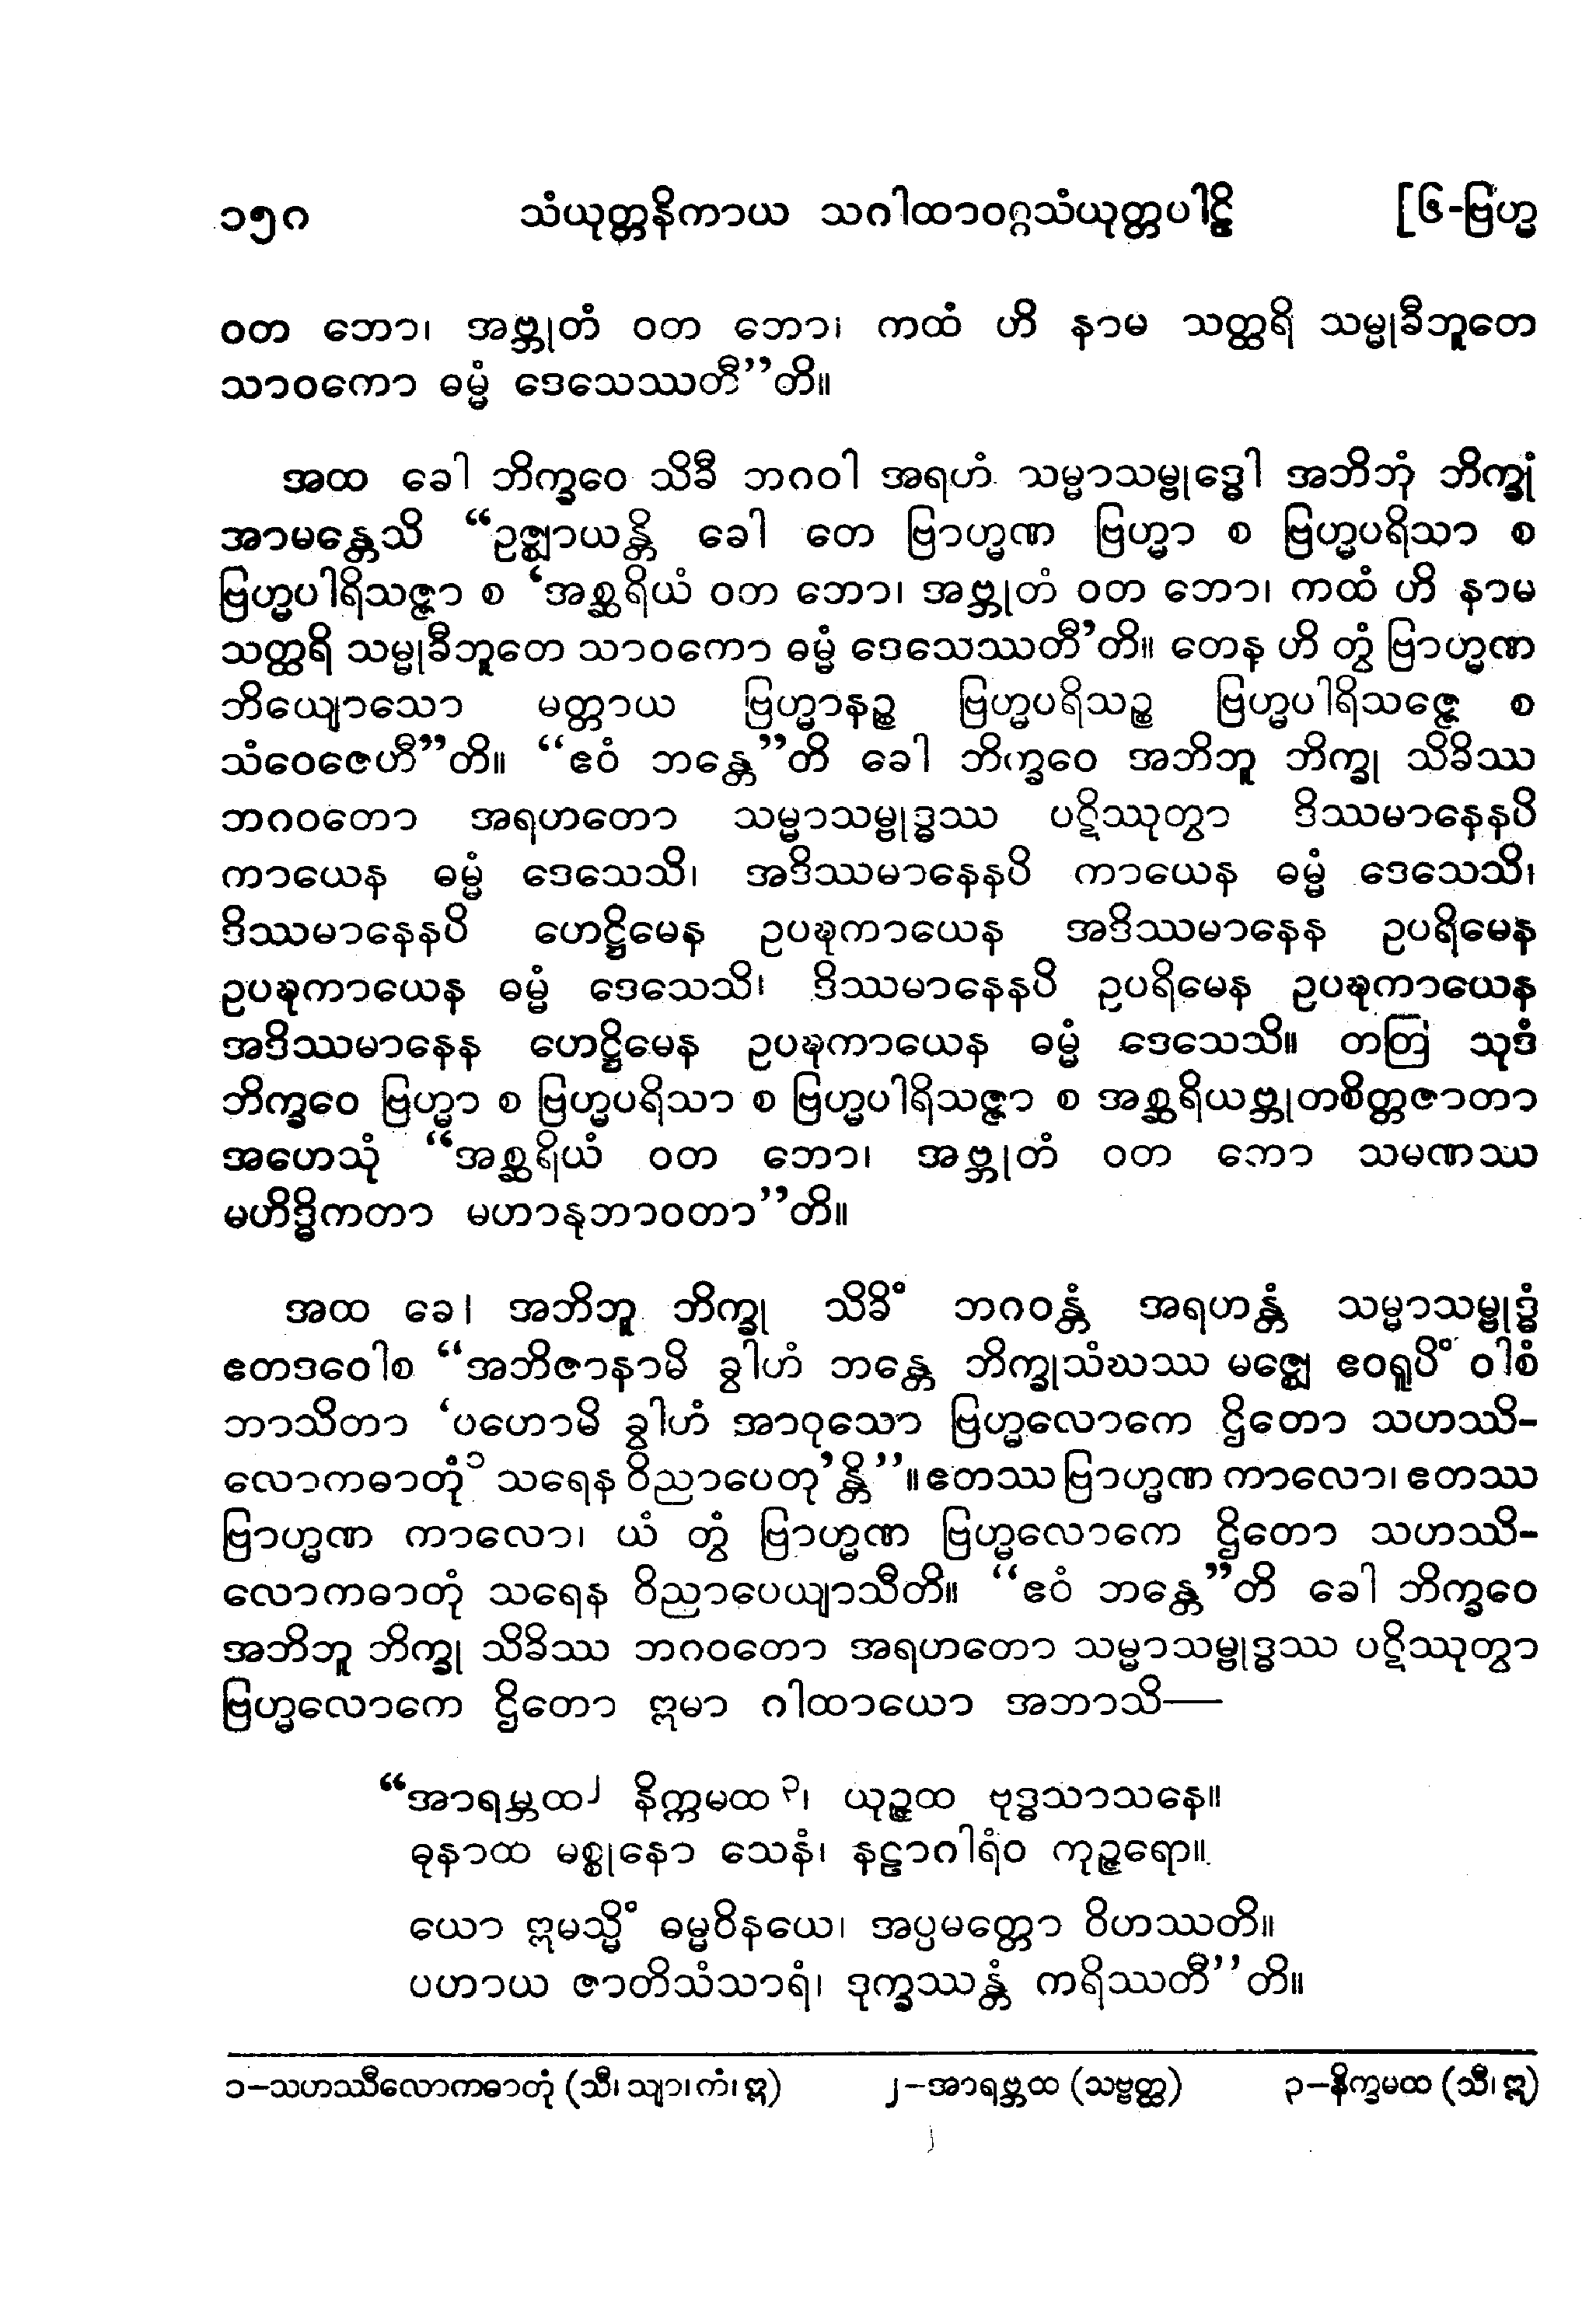 ၁၅၈ သံယုတ္တနိကာယ သဂါထာဝဂ္ဂသံယုတ္တပါဠိ [၆-ဗြဟ္မ
ဝတ ဘော၊ အဗ္ဘုတံ ဝတ ဘော၊ ကထံ ဟိ နာမ သတ္ထရိ သမ္မုခီဘူတေ
သာဝကော ဓမ္မံ ဒေသေဿတီ”တိ။
အထ ခေါ ဘိက္ခဝေ သိခီ ဘဂဝါ အရဟံ သမ္မာသမ္ဗုဒ္ဓေါ အဘိဘုံ ဘိက္ခုံ
အာမန္တေသိ “ဥဇ္ဈာယန္တိ ခေါ တေ ဗြာဟ္မဏ ဗြဟ္မာ စ ဗြဟ္မပရိသာ စ
ဗြဟ္မပါရိသဇ္ဇာ စ ‘အစ္ဆရိယံ ဝတ ဘော၊ အဗ္ဘုတံ ဝတ ဘော၊ ကထံ ဟိ နာမ
သတ္ထရိ သမ္မုခီဘူတေ သာဝကော ဓမ္မံ ဒေသေဿတီ’တိ။ တေန ဟိ တွံ ဗြာဟ္မဏ
ဘိယျောသော မတ္တာယ ဗြဟ္မာနဉ္စ ဗြဟ္မပရိသဉ္စ ဗြဟ္မပါရိသဇ္ဇေ စ
သံဝေဇေဟီ”တိ။ “ဧဝံ ဘန္တေ”တိ ခေါ ဘိက္ခဝေ အဘိဘူ ဘိက္ခု သိခိဿ
ဘဂဝတော အရဟတော သမ္မာသမ္ဗုဒ္ဓဿ ပဋိဿုတွာ ဒိဿမာနေနပိ
ကာယေန ဓမ္မံ ဒေသေသိ၊ အဒိဿမာနေနပိ ကာယေန ဓမ္မံ ဒေသေသိ၊
ဒိဿမာနေနပိ ဟေဋ္ဌိမေန ဥပဍ္ဎကာယေန အဒိဿမာနေန ဥပရိမေန
ဥပဍ္ဎကာယေန ဓမ္မံ ဒေသေသိ၊ ဒိဿမာနေနပိ ဥပရိမေန ဥပဍ္ဎကာယေန
အဒိဿမာနေန ဟေဋ္ဌိမေန ဥပဍ္ဎကာယေန ဓမ္မံ ဒေသေသိ။ တတြ သုဒံ
ဘိက္ခဝေ ဗြဟ္မာ စ ဗြဟ္မပရိသာ စ ဗြဟ္မပါရိသဇ္ဇာ စ အစ္ဆရိယဗ္ဘုတစိတ္တဇာတာ
အဟေသုံ “အစ္ဆရိယံ ဝတ ဘော၊ အဗ္ဘုတံ ဝတ ဘော သမဏဿ
မဟိဒ္ဓိကတာ မဟာနုဘာဝတာ”တိ။
အထ ခေါ အဘိဘူ ဘိက္ခု သိခိံ ဘဂဝန္တံ အရဟန္တံ သမ္မာသမ္ဗုဒ္ဓံ
ဧတဒဝေါစ “အဘိဇာနာမိ ခွါဟံ ဘန္တေ ဘိက္ခုသံဃဿ မဇ္ဈေ ဧဝရူပိံ ဝါစံ
ဘာသိတာ ‘ပဟောမိ ခွါဟံ အာဝုသော ဗြဟ္မလောကေ ဌိတော သဟဿိ-
လောကဓာတုံ၁ သရေန ဝိညာပေတု’န္တိ”။ ဧတဿ ဗြာဟ္မဏ ကာလော၊ ဧတဿ
ဗြာဟ္မဏ ကာလော၊ ယံ တွံ ဗြာဟ္မဏ ဗြဟ္မလောကေ ဌိတော သဟဿိ-
လောကဓာတုံ သရေန ဝိညာပေယျာသီတိ။ “ဧဝံ ဘန္တေ”တိ ခေါ ဘိက္ခဝေ
အဘိဘူ ဘိက္ခု သိခိဿ ဘဂဝတော အရဟတော သမ္မာသမ္ဗုဒ္ဓဿ ပဋိဿုတွာ
ဗြဟ္မလောကေ ဌိတော ဣမာ ဂါထာယော အဘာသိ—
“အာရမ္ဘထ၂ နိက္ကမထ၃၊ ယုဉ္ဇထ ဗုဒ္ဓသာသနေ။
ဓုနာထ မစ္စုနော သေနံ၊ နဠာဂါရံဝ ကုဉ္ဇရော။
ယော ဣမသ္မိံ ဓမ္မဝိနယေ၊ အပ္ပမတ္တော ဝိဟဿတိ။
ပဟာယ ဇာတိသံသာရံ၊ ဒုက္ခဿန္တံ ကရိဿတီ”တိ။
၁–သဟဿီလောကဓာတုံ (သီ၊ သျာ၊ ကံ၊ ဣ) ၂–အာရဗ္ဘထ (သဗ္ဗတ္ထ) ၃–နိက္ခမထ (သီ၊ ဣ)